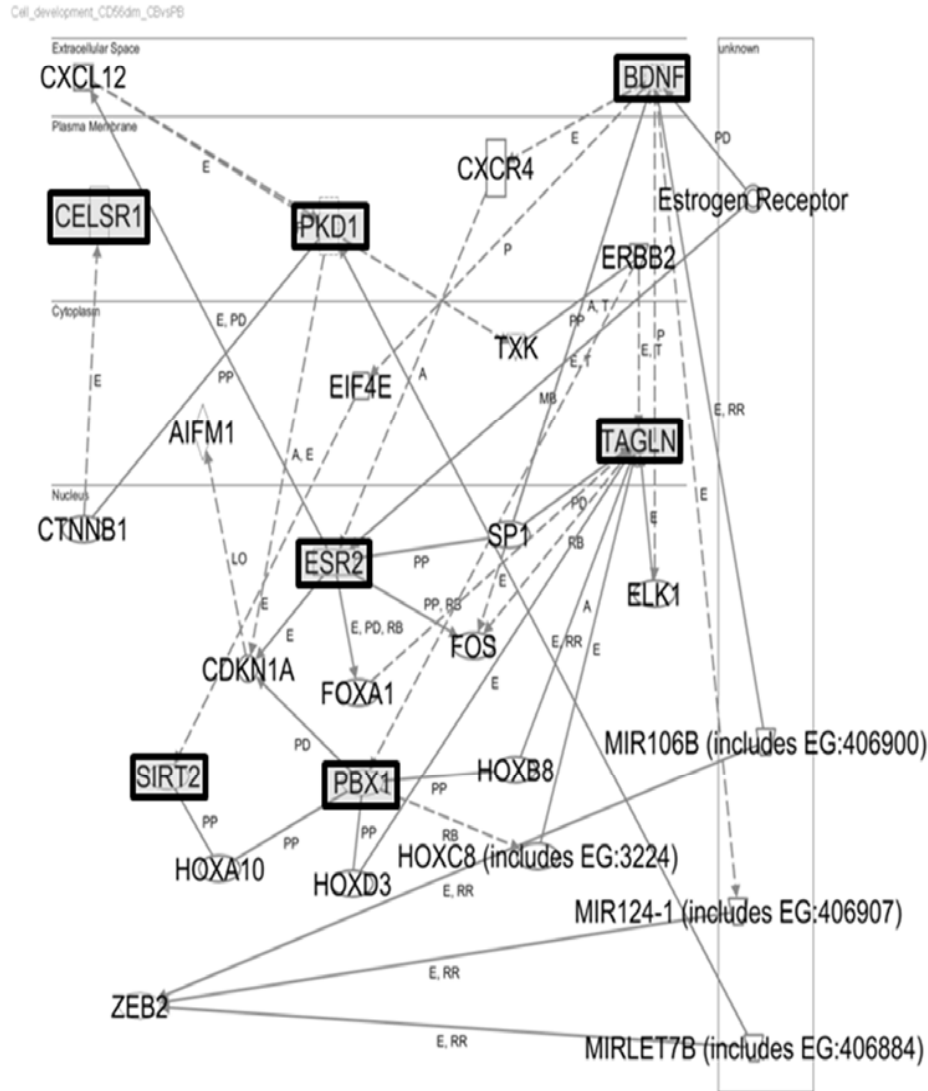 Cell_development_CD56dim_CBvsPB
Extracellular Space
unknown
CXCL12
BDNF
Plasma Membrane
E
PD
E
CXCR4
Estrogen Receptor
CELSR1
PKD1
P
ERBB2
Cytoplasm
A, T
E, PD
PP
P
TXK
E, T
E, T
PP
A
EIF4E
E
MB
E, RR
AIFM1
TAGLN
A, E
Nucleus
E
PD
CTNNB1
SP1
E
RB
ESR2
PP
LO
E
ELK1
E
PP, RB
A
E
E, PD, RB
FOS
E, RR
E
CDKN1A
FOXA1
E
PD
MIR106B (includes EG:406900)
SIRT2
PBX1
HOXB8
PP
PP
PP
RB
PP
HOXA10
HOXD3
HOXC8 (includes EG:3224)
E, RR
MIR124-1 (includes EG:406907)
E, RR
ZEB2
E, RR
MIRLET7B (includes EG:406884)